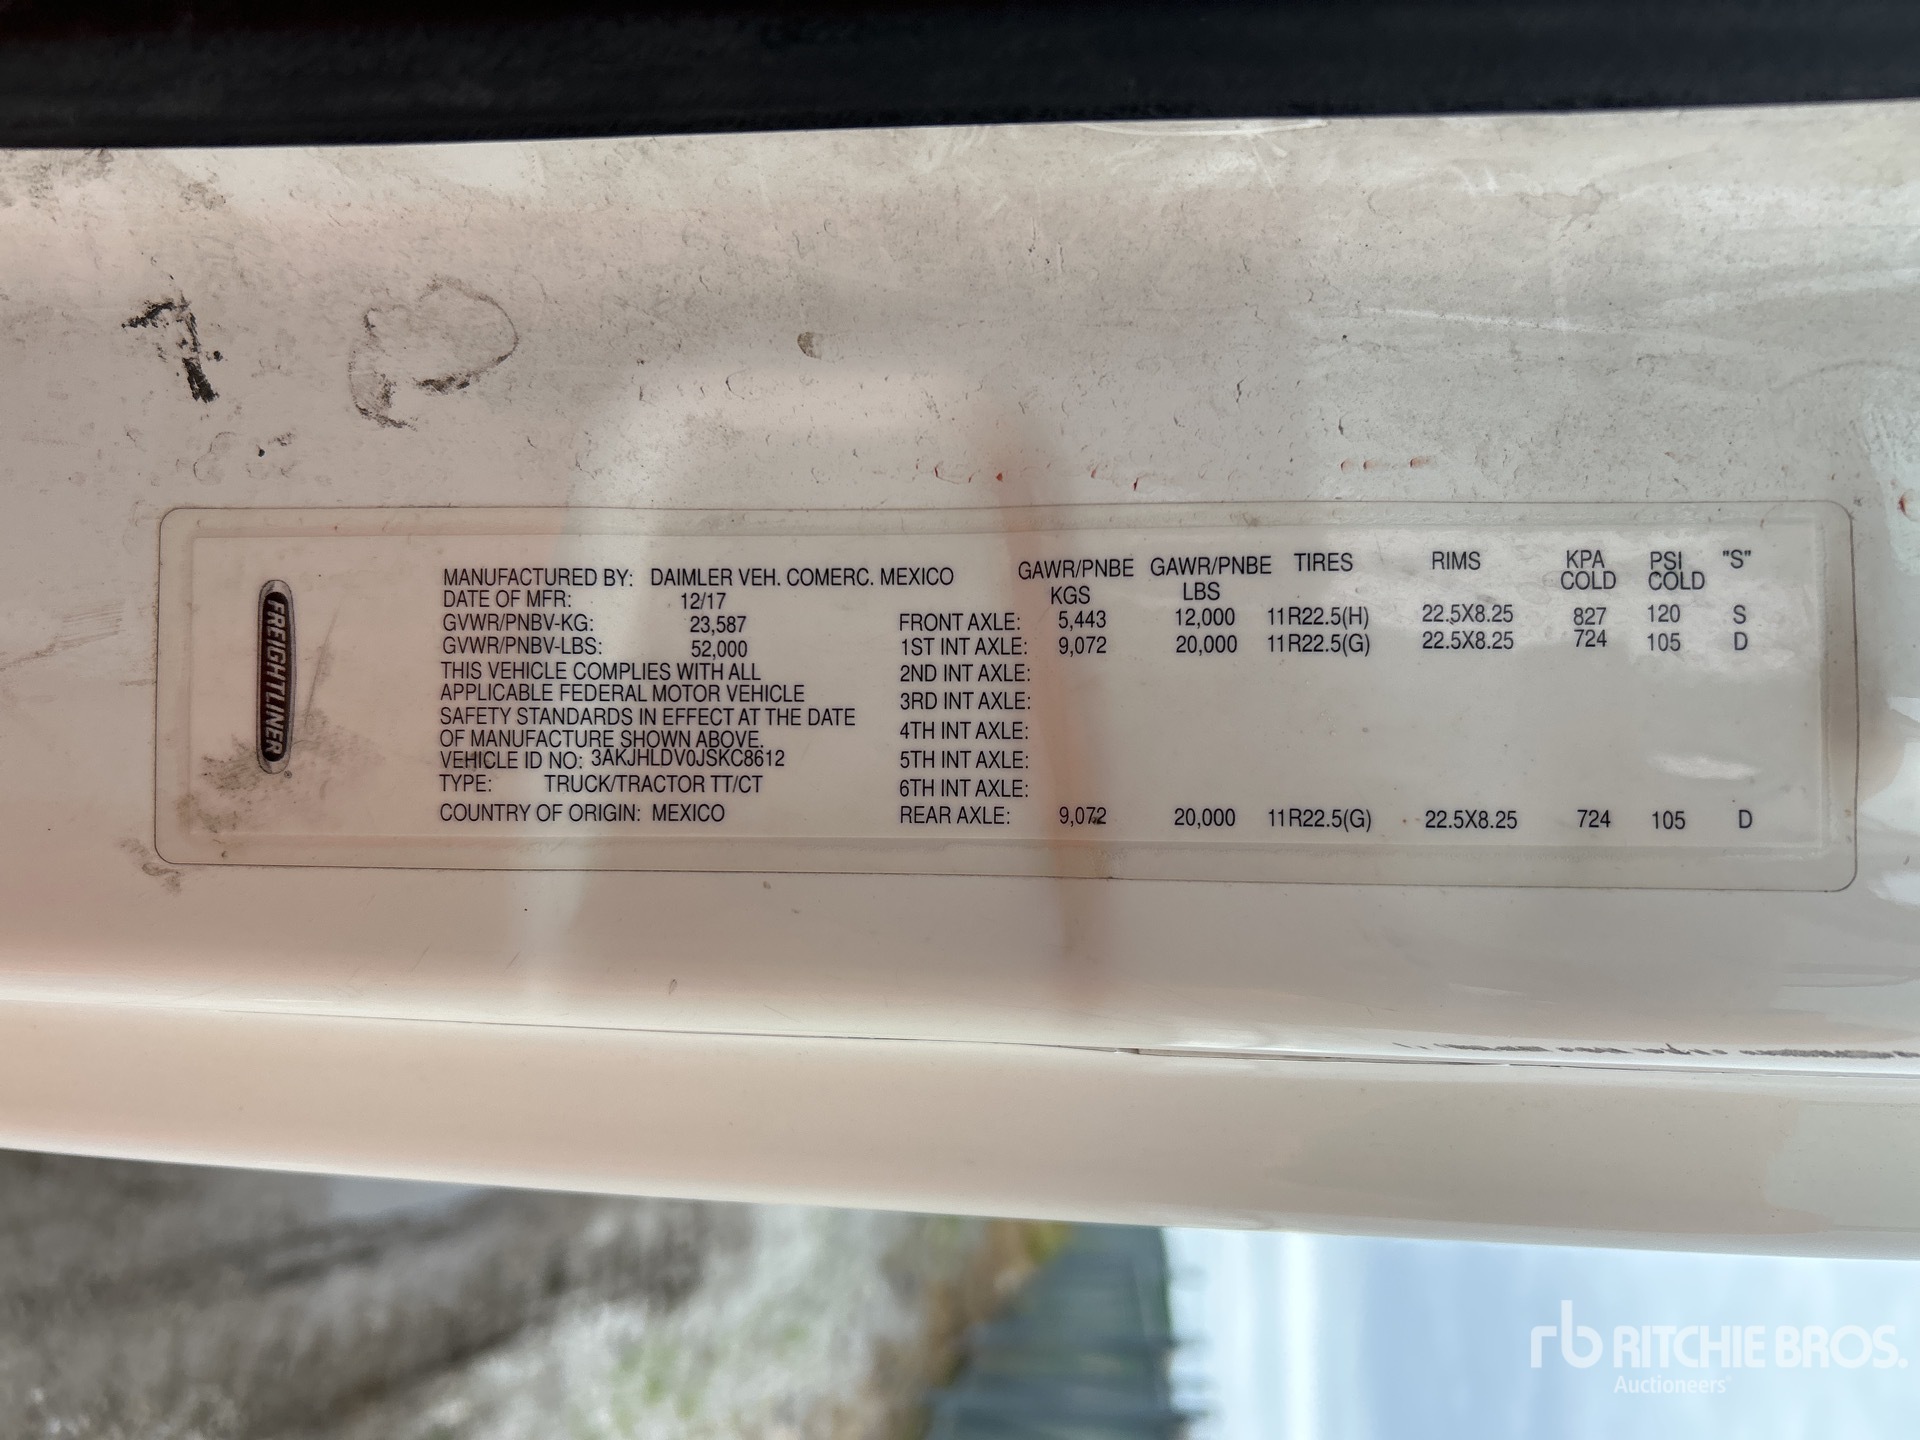 FREIGHTLINER
MANUFACTURED BY: DAIMLER VEH. COMERC. MEXICO
DATE OF MFR: 12/17
GVWR/PNBV-KG: 23,587
GVWR/PNBV-LBS: 52,000
THIS VEHICLE COMPLIES WITH ALL
APPLICABLE FEDERAL MOTOR VEHICLE
SAFETY STANDARDS IN EFFECT AT THE DATE
OF MANUFACTURE SHOWN ABOVE.
VEHICLE ID NO: 3AKJHLDV0JSKC8612
TYPE: TRUCK/TRACTOR TT/CT
COUNTRY OF ORIGIN: MEXICO
GAWR/PNBE GAWR/PNBE TIRES RIMS KPA PSI "S"
KGS LBS COLD COLD
FRONT AXLE: 5,443 12,000 11R22.5(H) 22.5X8.25 827 120 S
1ST INT AXLE: 9,072 20,000 11R22.5(G) 22.5X8.25 724 105 D
2ND INT AXLE:
3RD INT AXLE:
4TH INT AXLE:
5TH INT AXLE:
6TH INT AXLE:
REAR AXLE: 9,072 20,000 11R22.5(G) 22.5X8.25 724 105 D
rb RITCHIE BROS.
Auctioneers